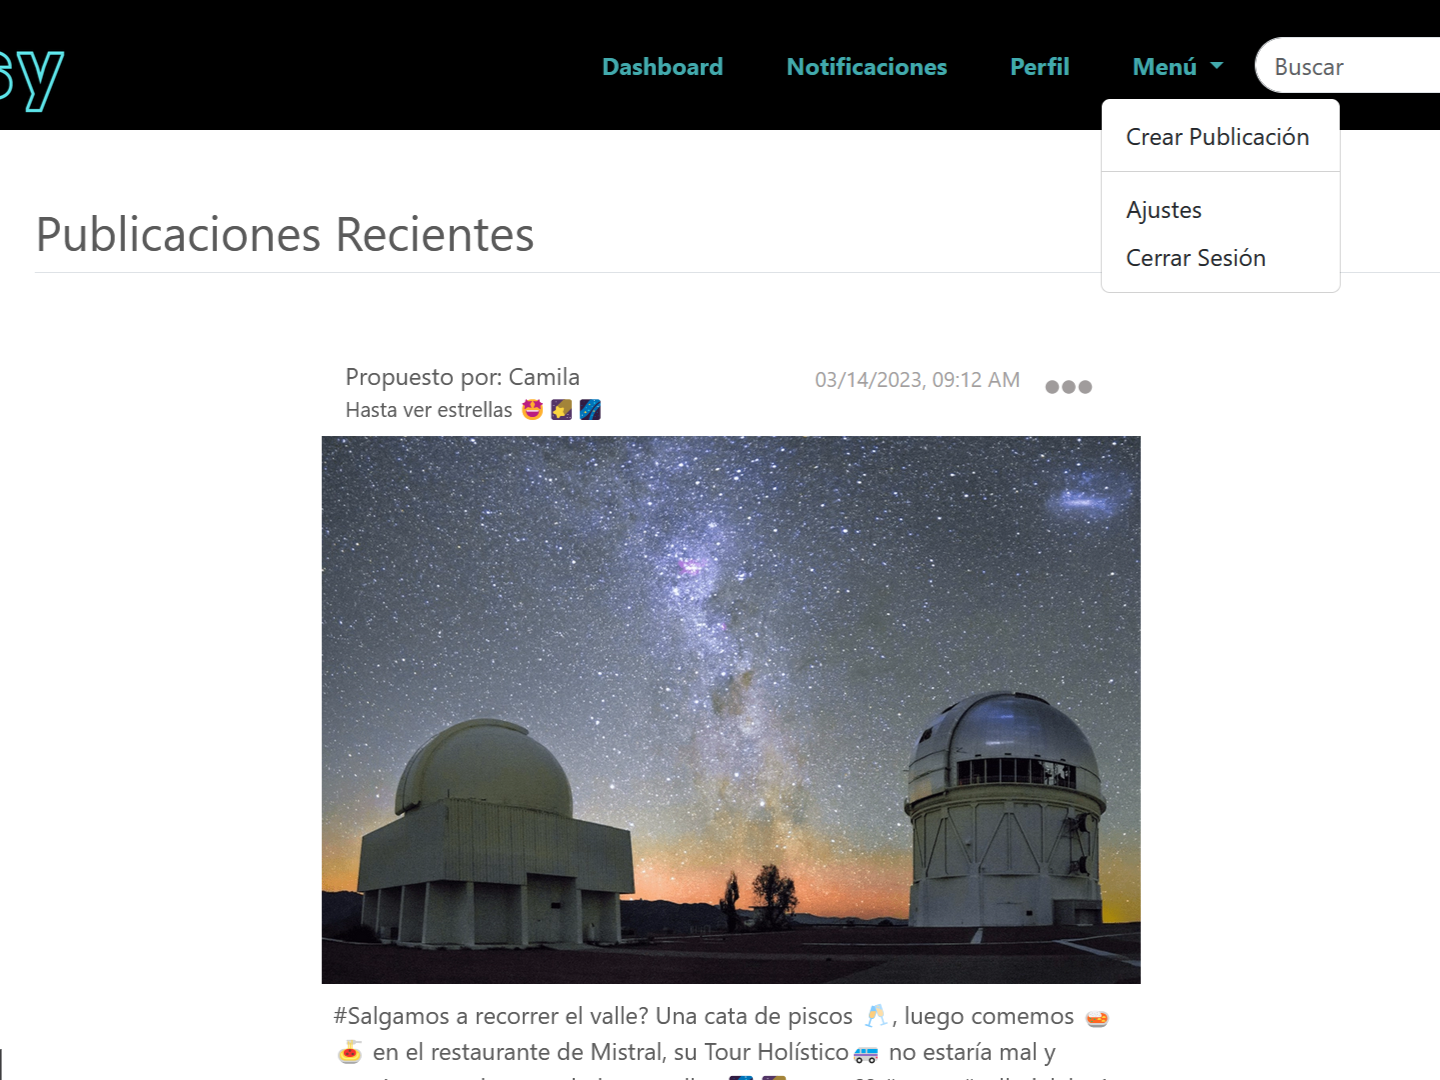 sy
Dashboard Notificaciones Perfil Menú Buscar
Crear Publicación
Ajustes
Cerrar Sesión
Publicaciones Recientes
Propuesto por: Camila 03/14/2023, 09:12 AM
Hasta ver estrellas 🤩 🌠 🌌
#Salgamos a recorrer el valle? Una cata de piscos 🥂, luego comemos 🍲
🍝 en el restaurante de Mistral, su Tour Holístico🚐 no estaría mal y